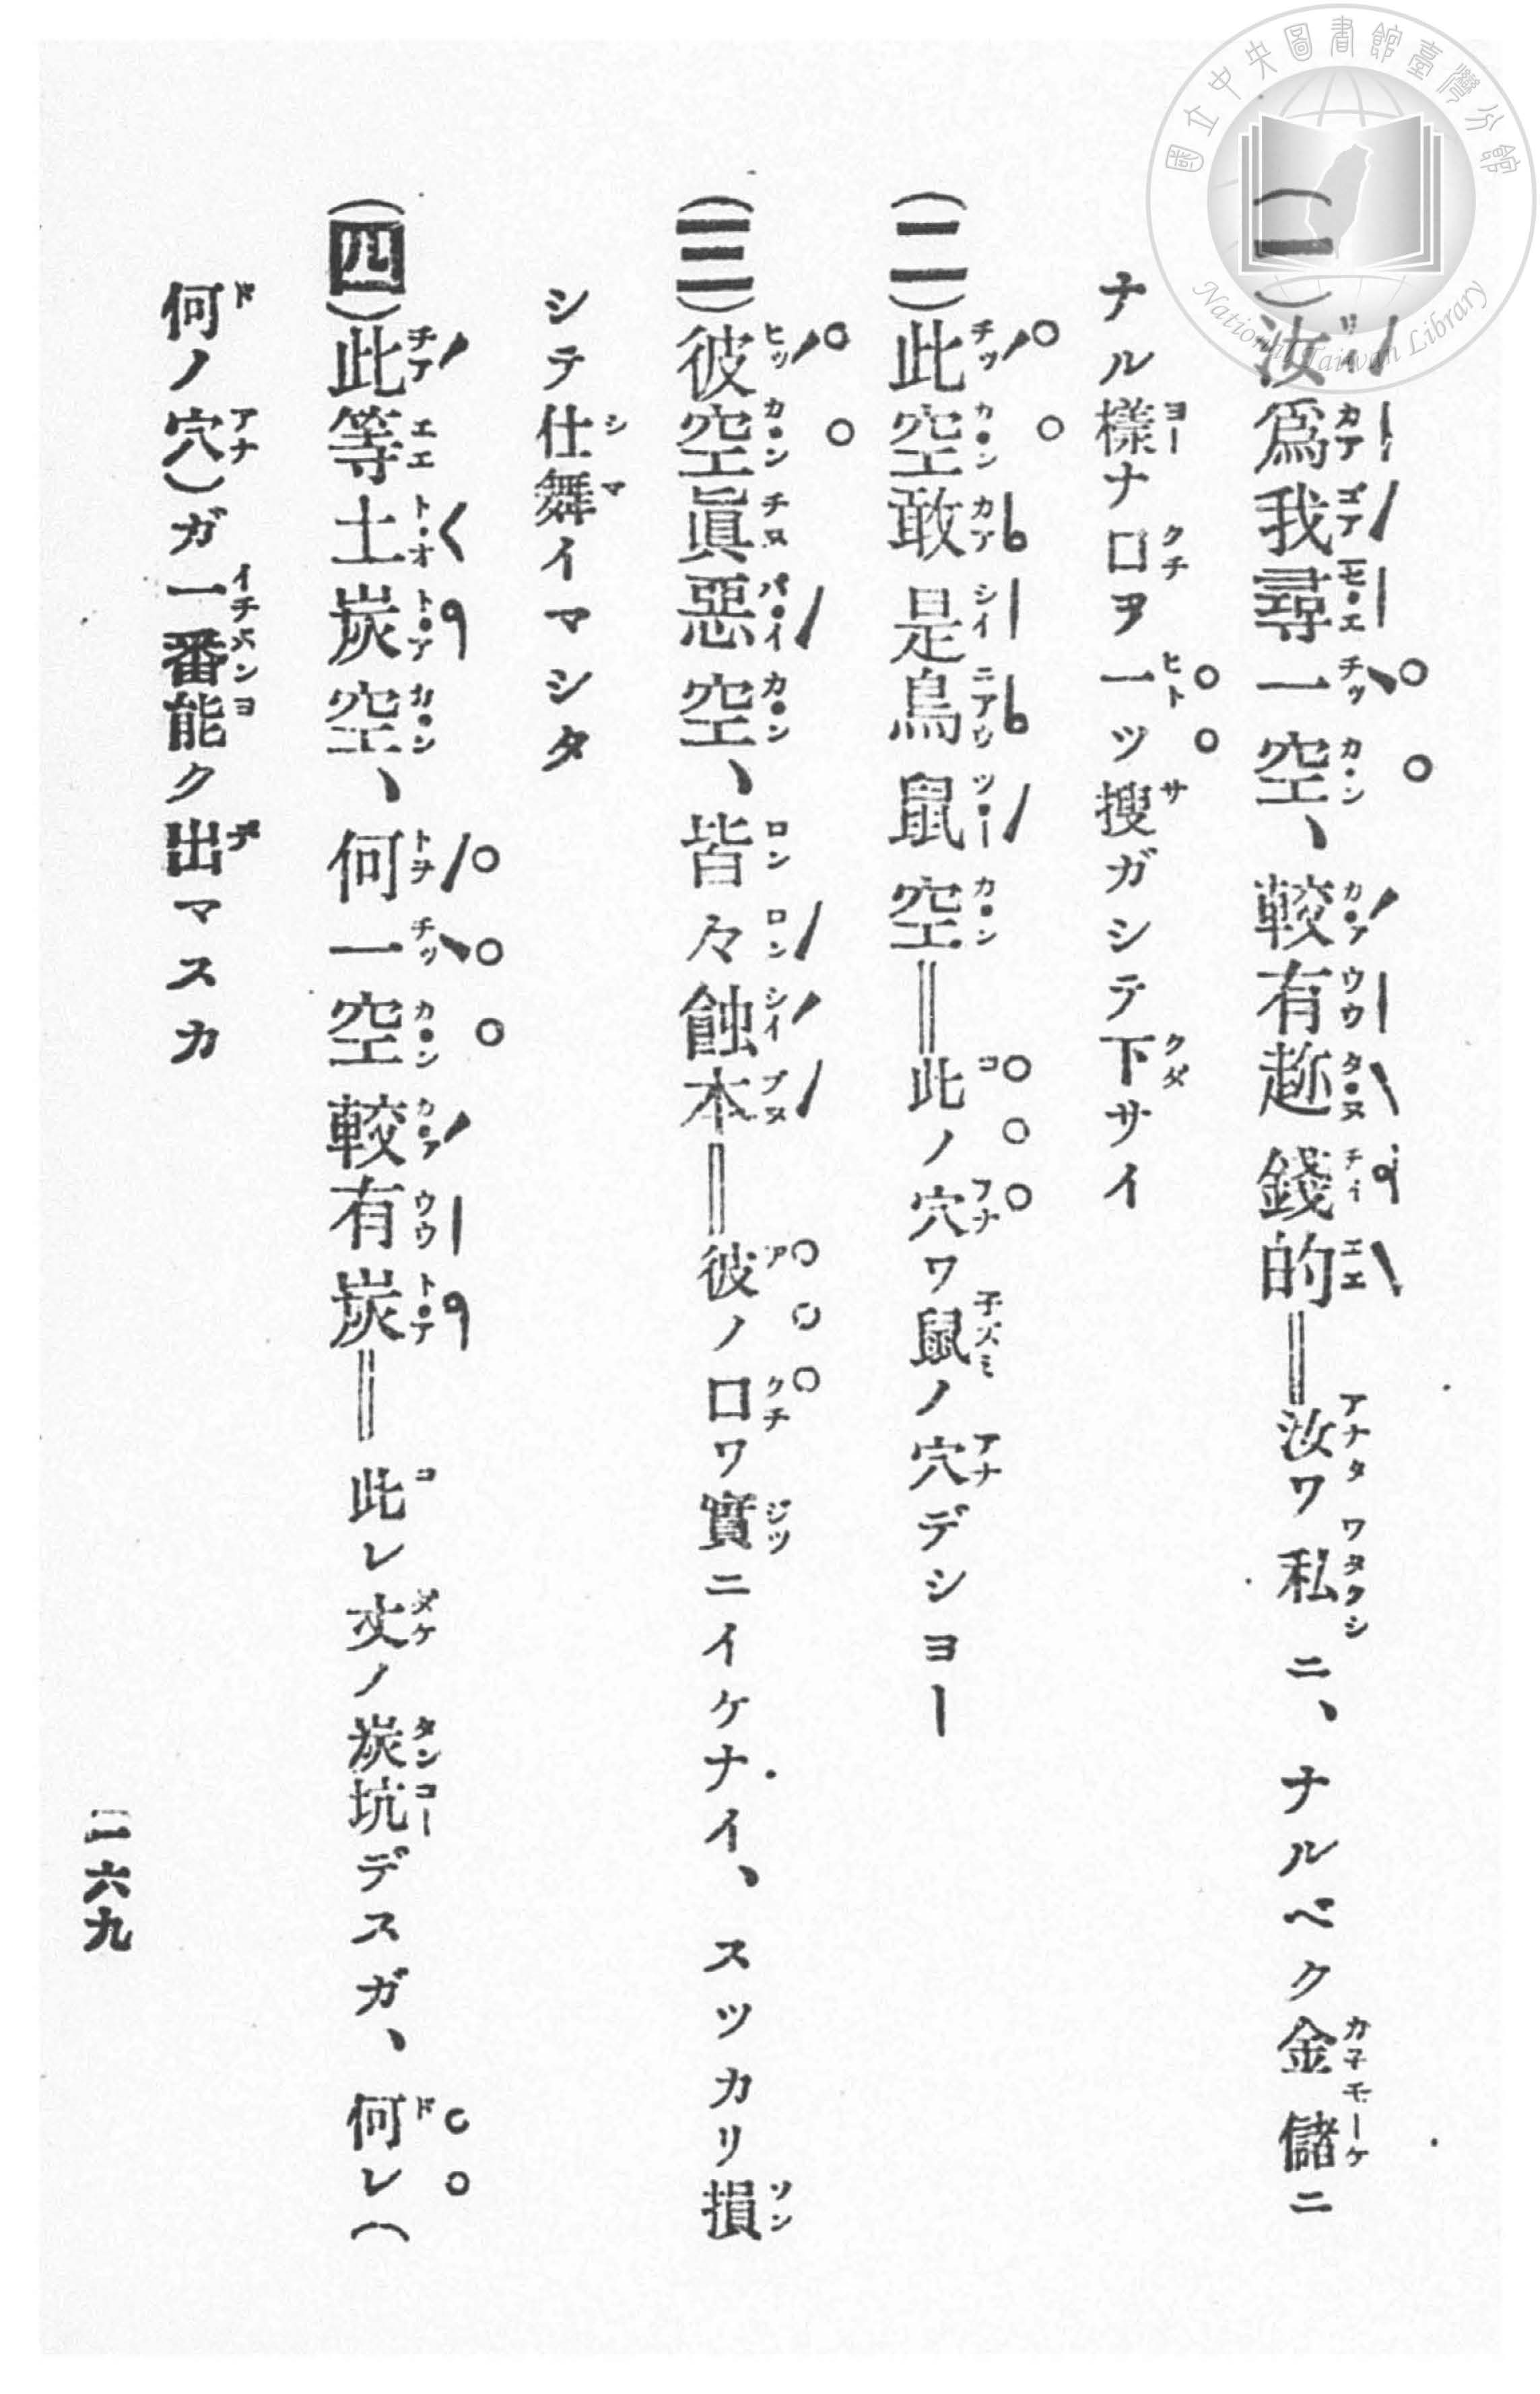 (一)汝爲我尋一空、較有趂錢的‖汝ワ私ニ、ナルベク金儲ニ
ナル樣ナ口ヲ一ツ搜ガシテ下サイ
(二)此空敢是鳥鼠空‖此ノ穴ワ鼠ノ穴デショー
(三)彼空眞惡空、皆々蝕本‖彼ノ口ワ實ニイケナイ、スッカリ損
シテ仕舞イマシタ
(四)此等土炭空、何一空較有炭‖此レ丈ノ炭坑デスガ、何レ(
何ノ穴)ガ一番能ク出マスカ
二六九
國立中央圖書館臺灣分館
National Taiwan Library